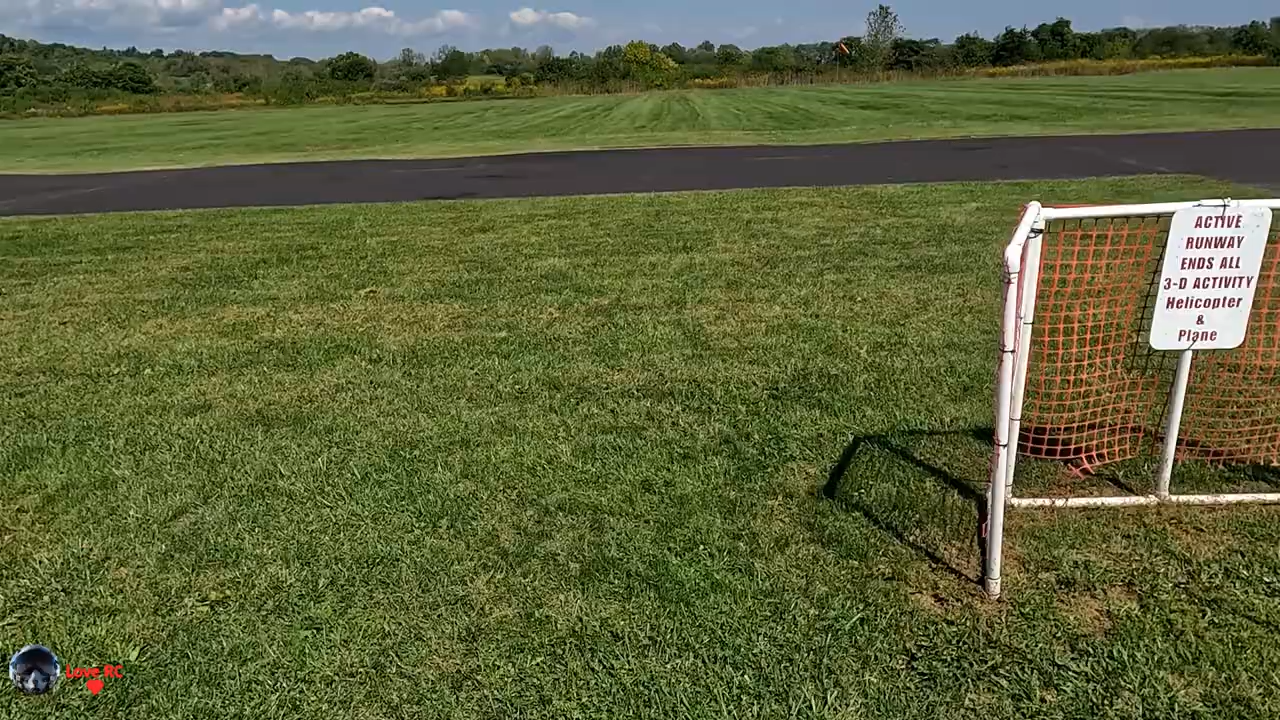 ACTIVE
RUNWAY
ENDS ALL
3-D ACTIVITY
Helicopter
&
Plane
Love RC